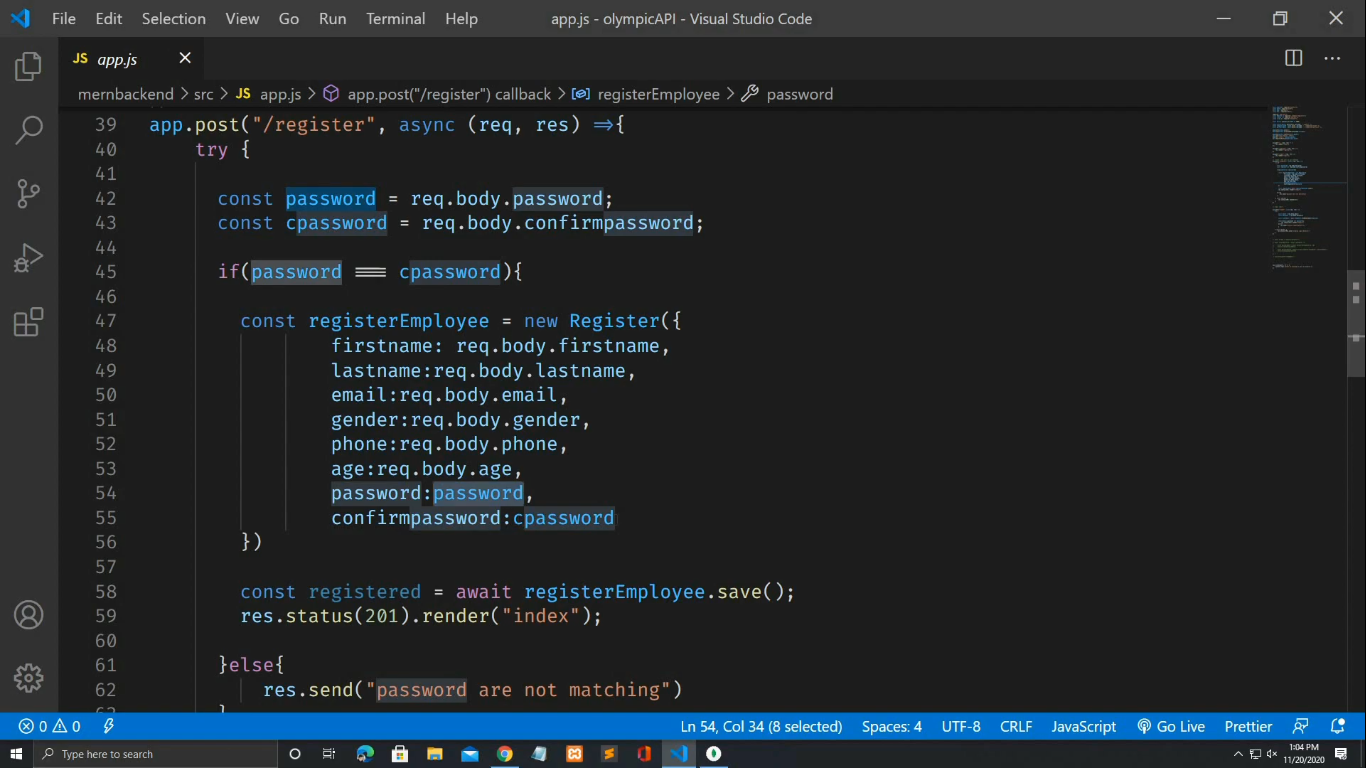 File Edit Selection View Go Run Terminal Help app.js - olympicAPI - Visual Studio Code
JS app.js
mernbackend > src > JS app.js > app.post("/register") callback > registerEmployee > password
39 app.post("/register", async (req, res) =>{
40 try {
41
42 const password = req.body.password;
43 const cpassword = req.body.confirmpassword;
44
45 if(password === cpassword){
46
47 const registerEmployee = new Register({
48 firstname: req.body.firstname,
49 lastname:req.body.lastname,
50 email:req.body.email,
51 gender:req.body.gender,
52 phone:req.body.phone,
53 age:req.body.age,
54 password:password,
55 confirmpassword:cpassword
56 })
57
58 const registered = await registerEmployee.save();
59 res.status(201).render("index");
60
61 }else{
62 res.send("password are not matching")
0 0 Ln 54, Col 34 (8 selected) Spaces: 4 UTF-8 CRLF JavaScript Go Live Prettier
Type here to search
1:04 PM
11/20/2020